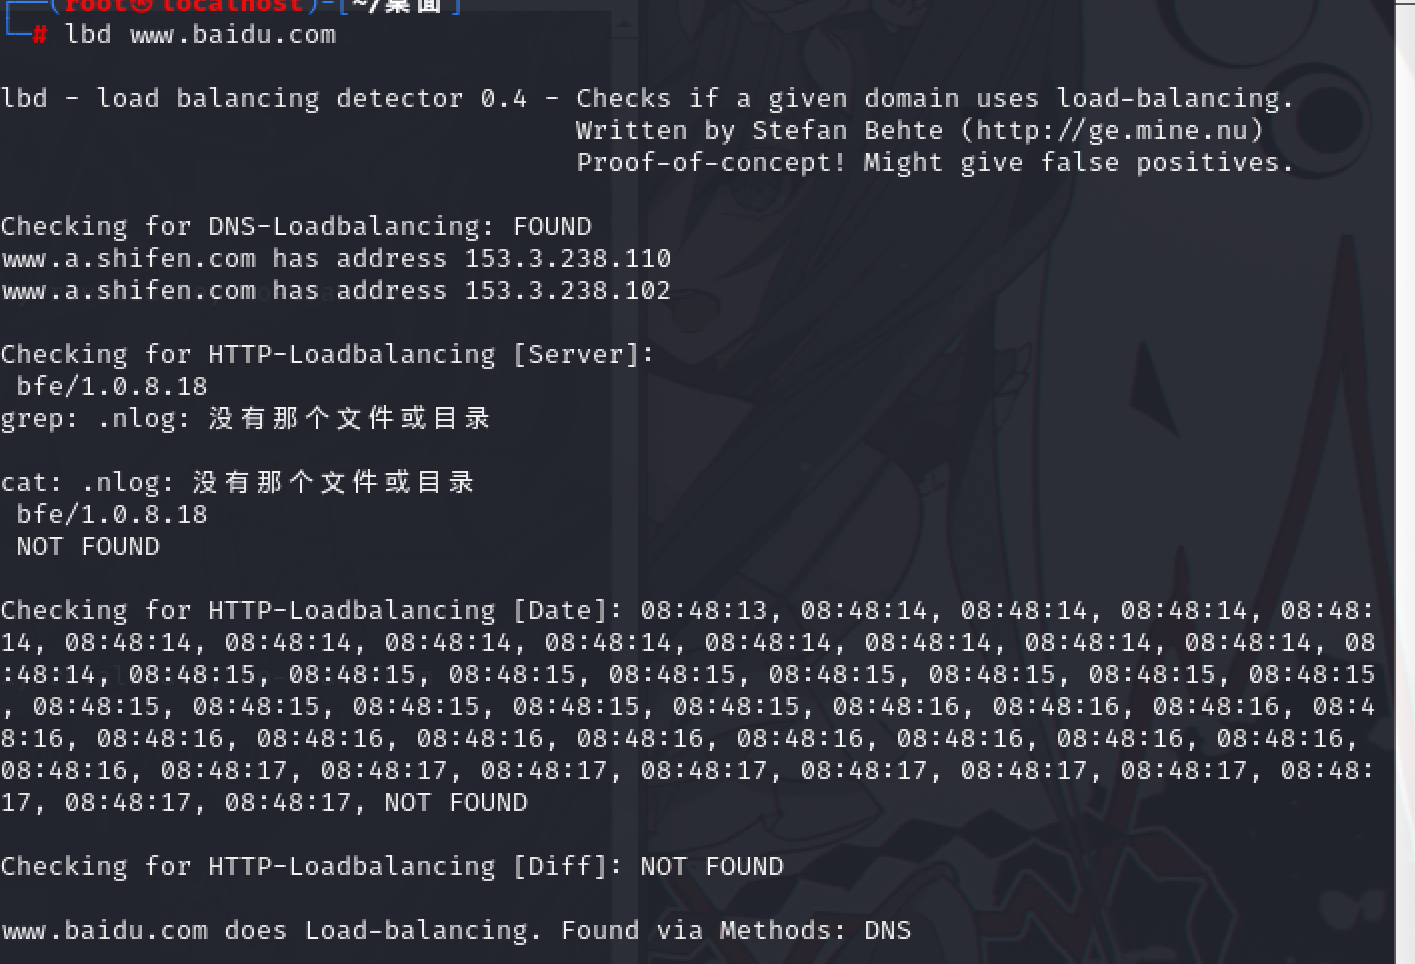 ┌──(root㉿localhost)-[~/桌面]
└─# lbd www.baidu.com
lbd - load balancing detector 0.4 - Checks if a given domain uses load-balancing.
Written by Stefan Behte (http://ge.mine.nu)
Proof-of-concept! Might give false positives.
Checking for DNS-Loadbalancing: FOUND
www.a.shifen.com has address 153.3.238.110
www.a.shifen.com has address 153.3.238.102
Checking for HTTP-Loadbalancing [Server]:
bfe/1.0.8.18
grep: .nlog: 没有那个文件或目录
cat: .nlog: 没有那个文件或目录
bfe/1.0.8.18
NOT FOUND
Checking for HTTP-Loadbalancing [Date]: 08:48:13, 08:48:14, 08:48:14, 08:48:14, 08:48:
14, 08:48:14, 08:48:14, 08:48:14, 08:48:14, 08:48:14, 08:48:14, 08:48:14, 08:48:14, 08
:48:14, 08:48:15, 08:48:15, 08:48:15, 08:48:15, 08:48:15, 08:48:15, 08:48:15, 08:48:15
, 08:48:15, 08:48:15, 08:48:15, 08:48:15, 08:48:15, 08:48:16, 08:48:16, 08:48:16, 08:4
8:16, 08:48:16, 08:48:16, 08:48:16, 08:48:16, 08:48:16, 08:48:16, 08:48:16, 08:48:16,
08:48:16, 08:48:17, 08:48:17, 08:48:17, 08:48:17, 08:48:17, 08:48:17, 08:48:17, 08:48:
17, 08:48:17, 08:48:17, NOT FOUND
Checking for HTTP-Loadbalancing [Diff]: NOT FOUND
www.baidu.com does Load-balancing. Found via Methods: DNS